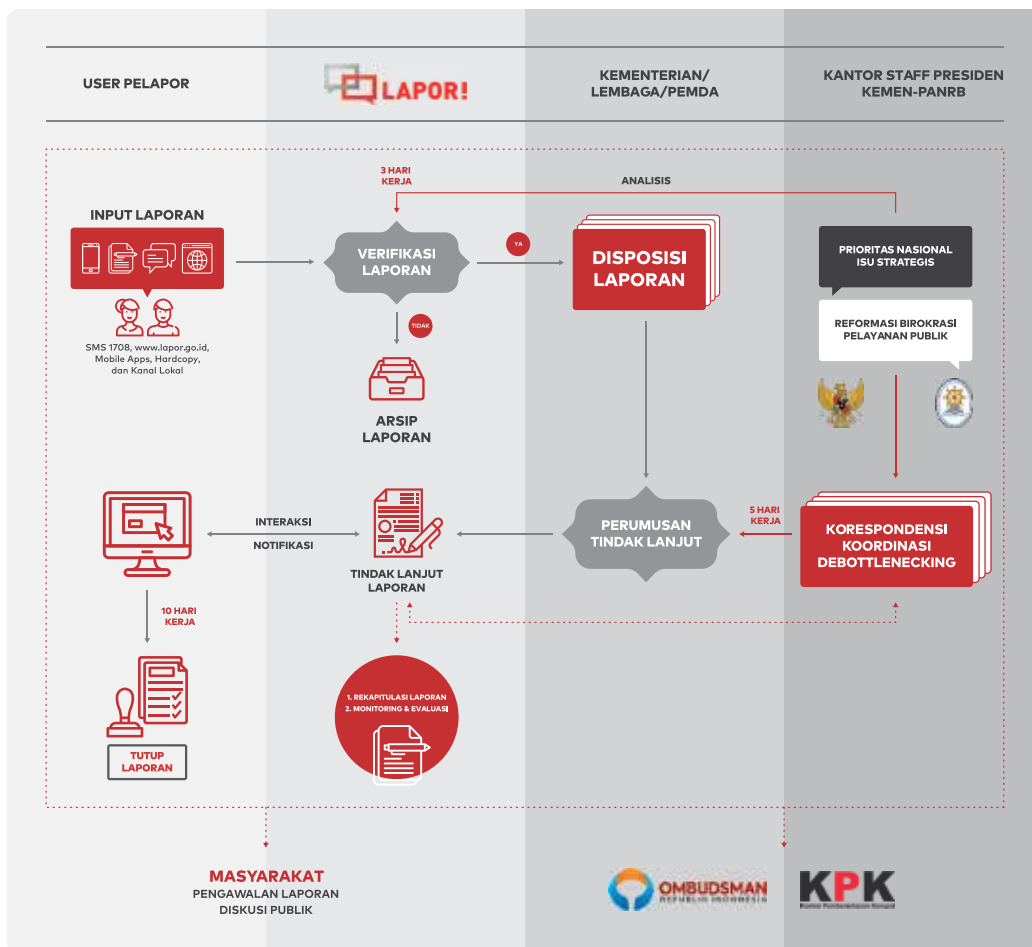 USER PELAPOR
LAPOR!
KEMENTERIAN/
LEMBAGA/PEMDA
KANTOR STAFF PRESIDEN
KEMEN-PANRB
3 HARI
KERJA
ANALISIS
INPUT LAPORAN
SMS 1708, www.lapor.go.id,
Mobile Apps, Hardcopy,
dan Kanal Lokal
VERIFIKASI
LAPORAN
YA
DISPOSISI
LAPORAN
PRIORITAS NASIONAL
ISU STRATEGIS
REFORMASI BIROKRASI
PELAYANAN PUBLIK
TIDAK
ARSIP
LAPORAN
INTERAKSI
NOTIFIKASI
TINDAK LANJUT
LAPORAN
PERUMUSAN
TINDAK LANJUT
5 HARI
KERJA
KORESPONDENSI
KOORDINASI
DEBOTTLENECKING
10 HARI
KERJA
TUTUP
LAPORAN
1. REKAPITULASI LAPORAN
2. MONITORING & EVALUASI
MASYARAKAT
PENGAWALAN LAPORAN
DISKUSI PUBLIK
OMBUDSMAN
REPUBLIK INDONESIA
KPK
Komisi Pemberantasan Korupsi